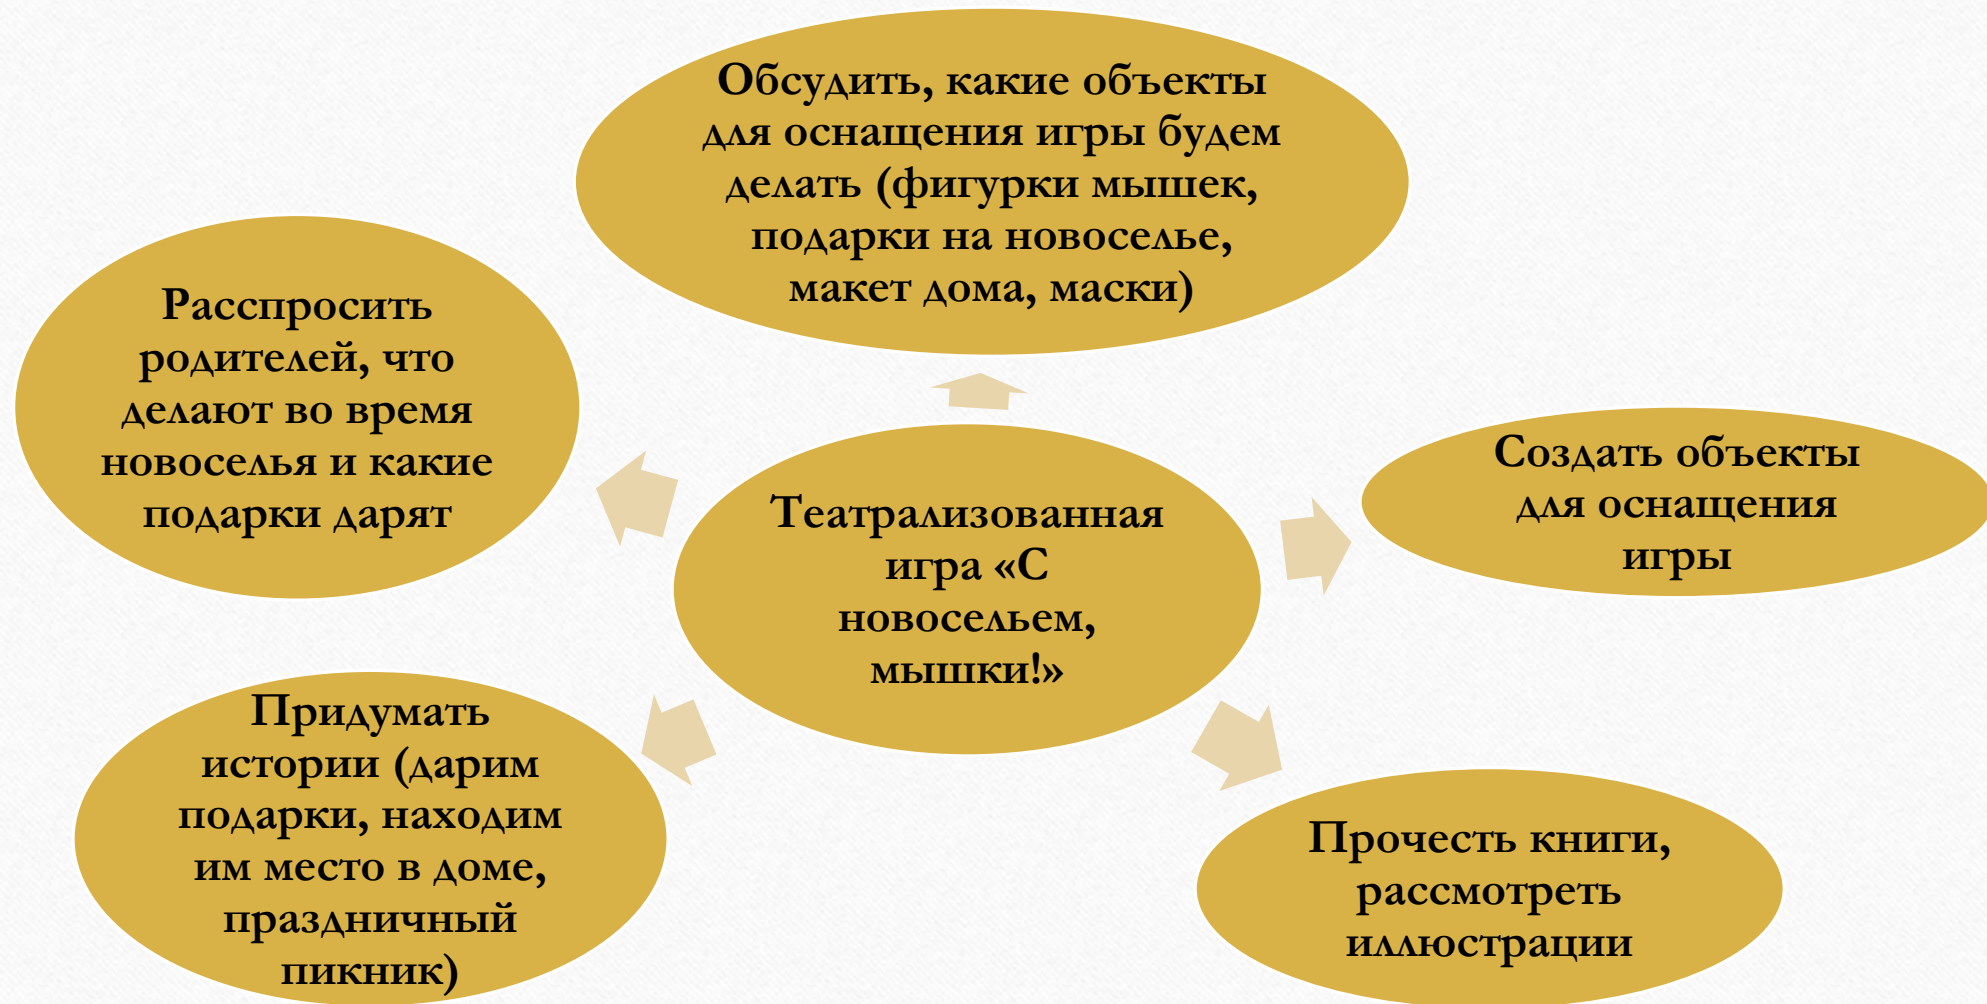 Обсудить, какие объекты
для оснащения игры будем
делать (фигурки мышек,
подарки на новоселье,
макет дома, маски)
Расспросить
родителей, что
делают во время
новоселья и какие
подарки дарят
Театрализованная
игра «С
новосельем,
мышки!»
Создать объекты
для оснащения
игры
Придумать
истории (дарим
подарки, находим
им место в доме,
праздничный
пикник)
Прочесть книги,
рассмотреть
иллюстрации